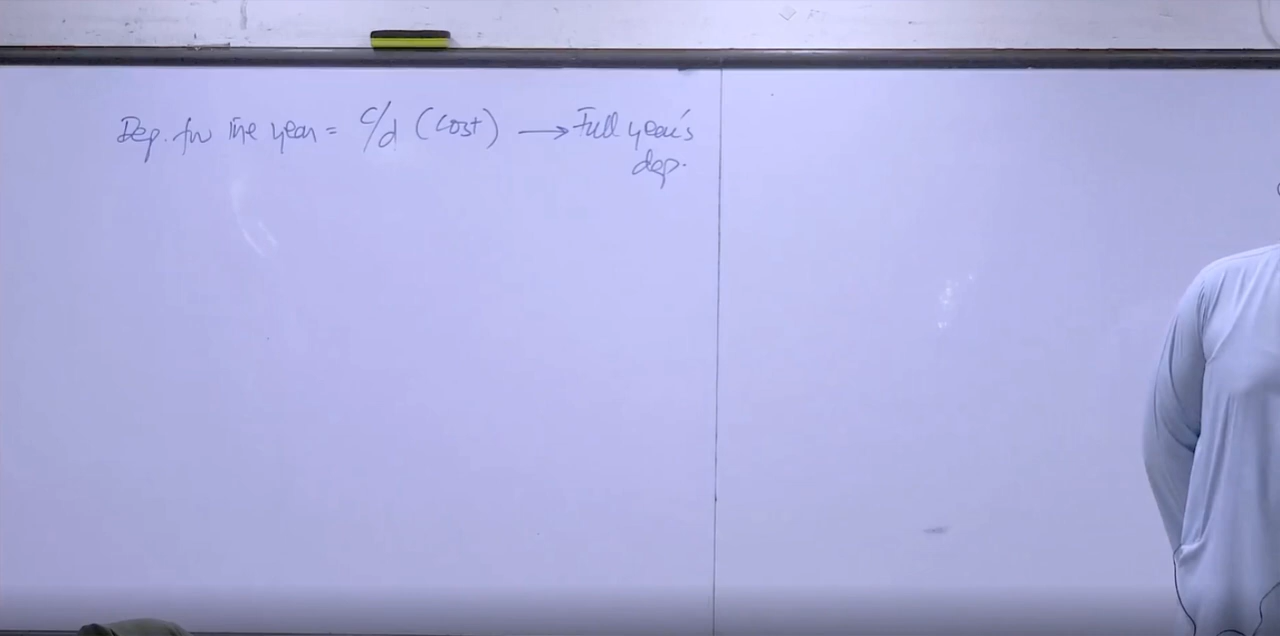 Dep. for the year = c/d (cost) → Full year's
dep.